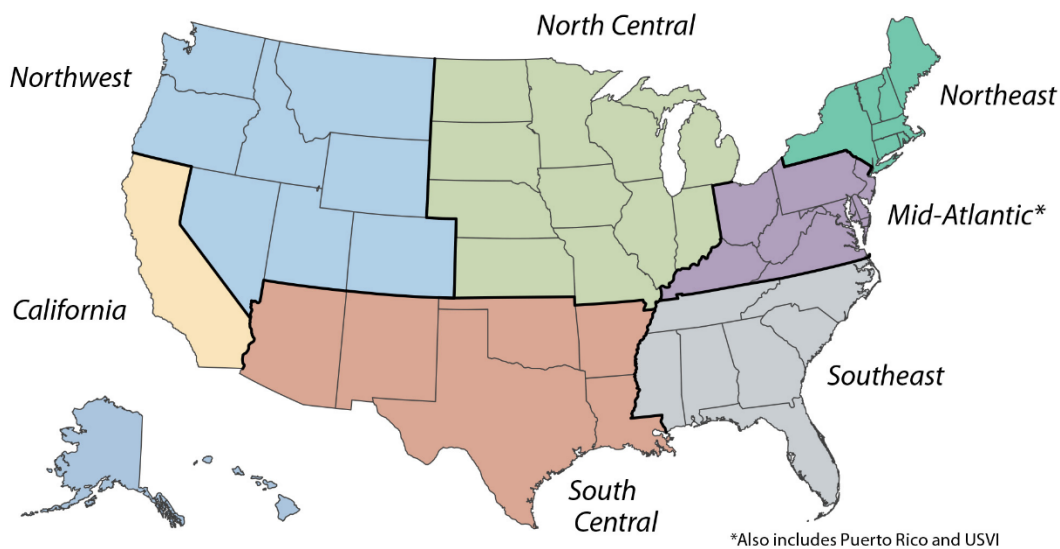 North Central
Northwest
Northeast
Mid-Atlantic*
California
Southeast
South
Central
*Also includes Puerto Rico and USVI